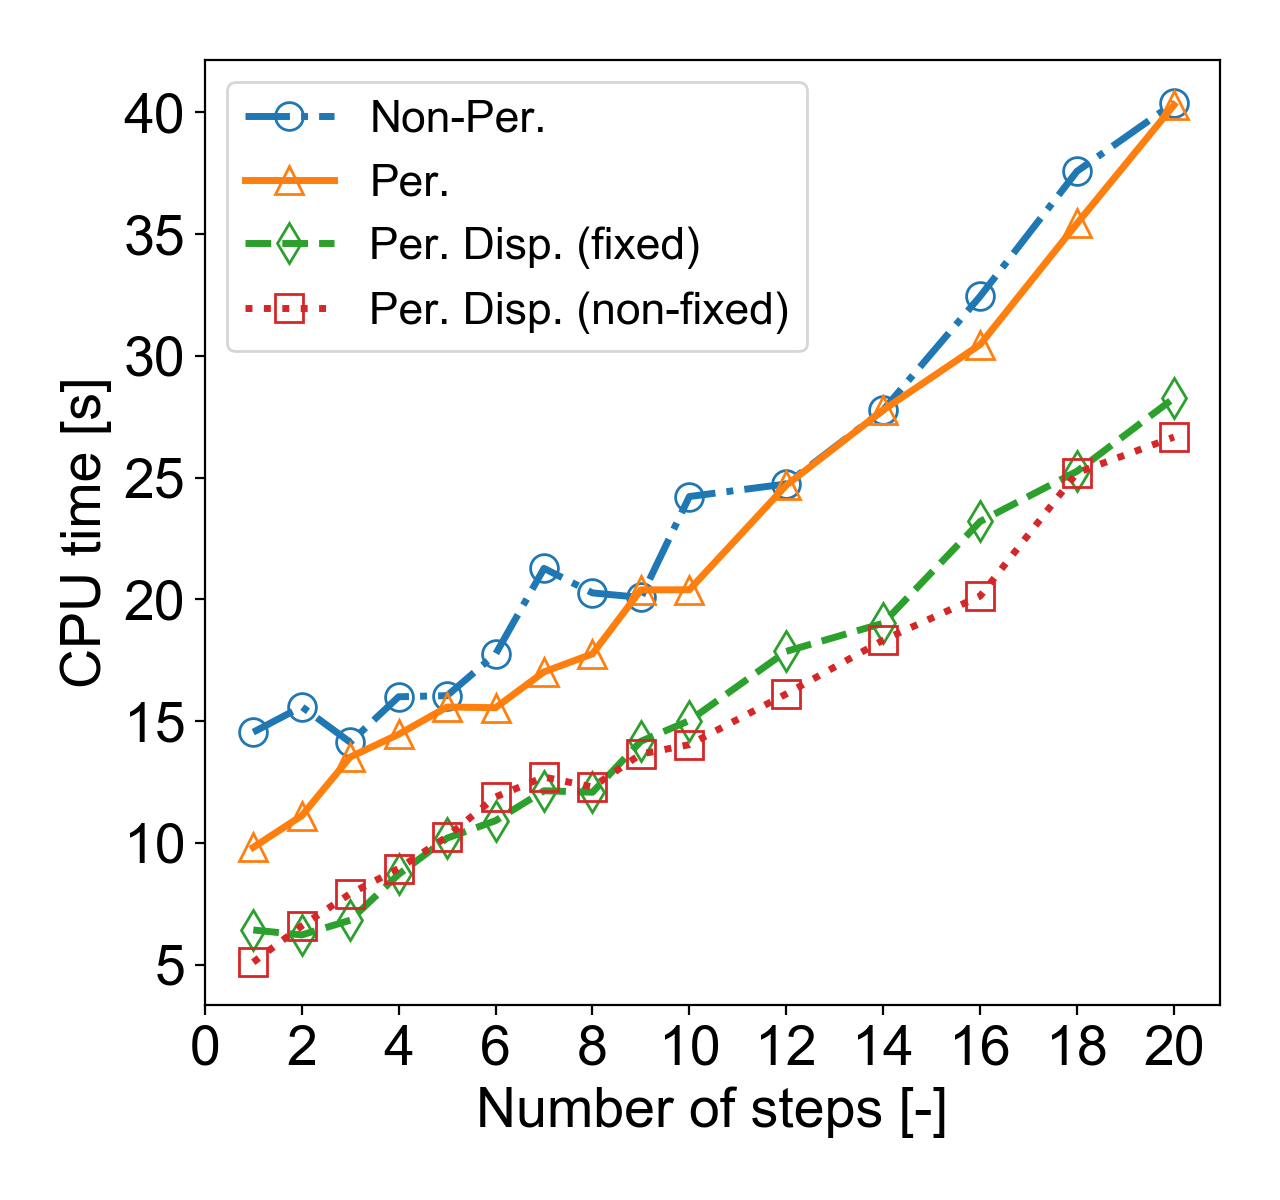 Non-Per.
Per.
Per. Disp. (fixed)
Per. Disp. (non-fixed)
40
35
30
25
20
15
10
5
CPU time [s]
0 2 4 6 8 10 12 14 16 18 20
Number of steps [-]